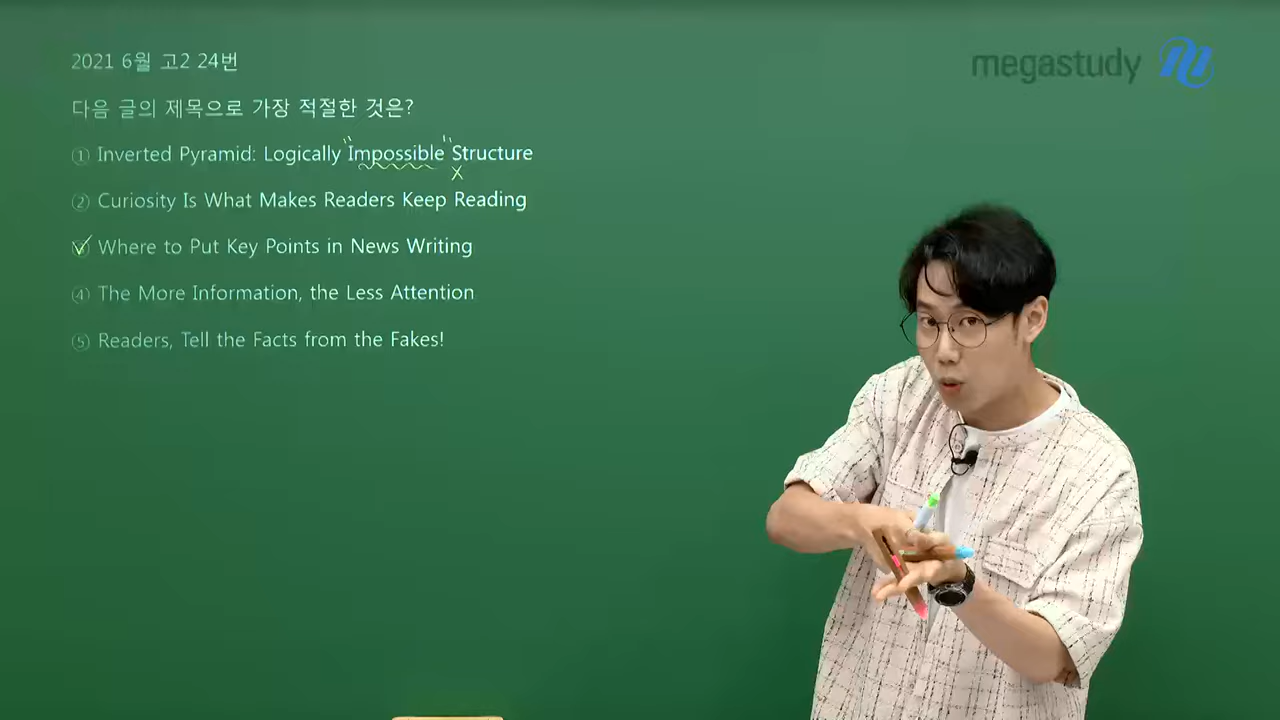 2021 6월 고2 24번
megastudy
다음 글의 제목으로 가장 적절한 것은?
① Inverted Pyramid: Logically "Impossible" Structure
X
② Curiosity Is What Makes Readers Keep Reading
③ Where to Put Key Points in News Writing
④ The More Information, the Less Attention
⑤ Readers, Tell the Facts from the Fakes!